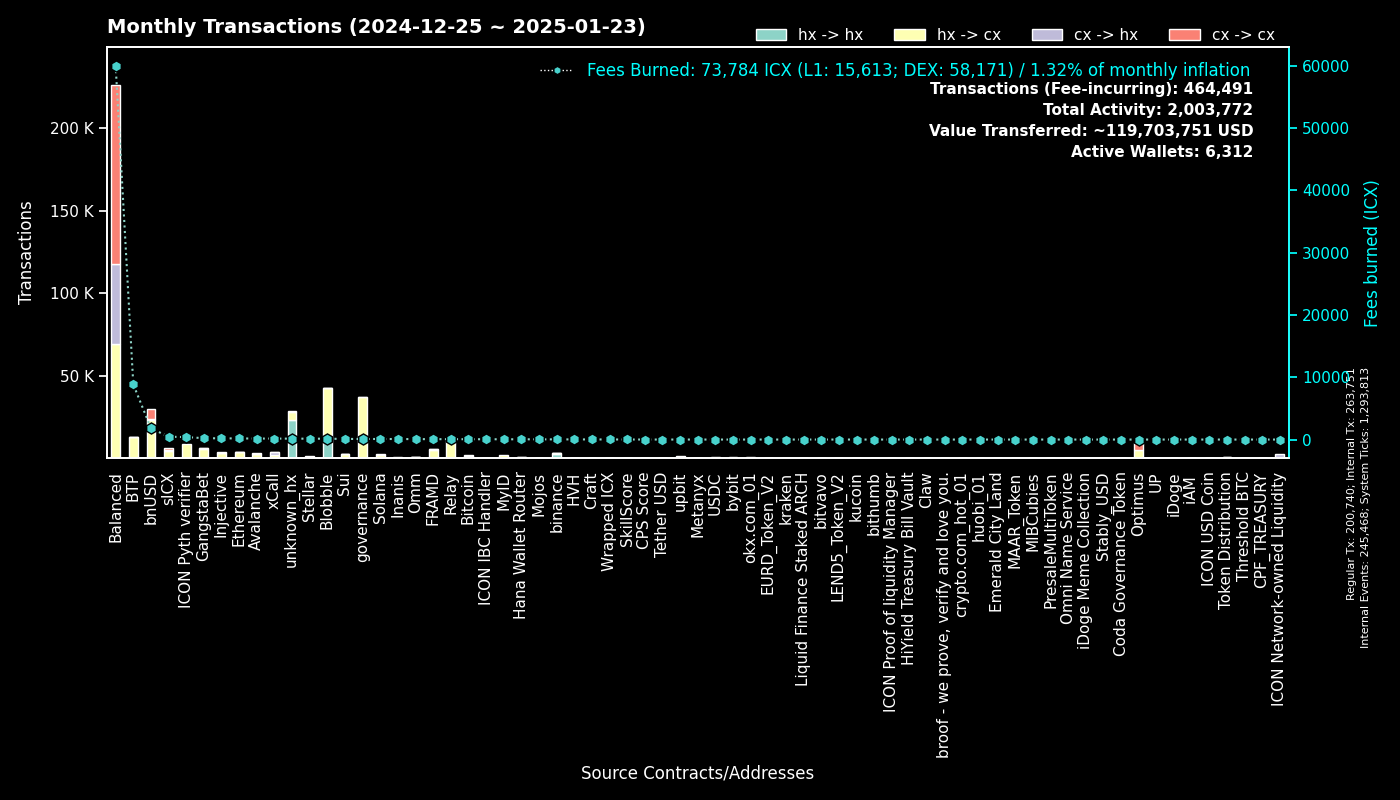 Monthly Transactions (2024-12-25 ~ 2025-01-23)
hx -> hx
hx -> cx
cx -> hx
cx -> cx
Fees Burned: 73,784 ICX (L1: 15,613; DEX: 58,171) / 1.32% of monthly inflation
Transactions (Fee-incurring): 464,491
Total Activity: 2,003,772
Value Transferred: ~119,703,751 USD
Active Wallets: 6,312
Transactions
200 K
150 K
100 K
50 K
60000
50000
40000
30000
20000
10000
0
Fees burned (ICX)
Regular Tx: 200,740; Internal Tx: 263,751
Internal Events: 245,468; System Ticks: 1,293,813
Balanced
BTP
bnUSD
sICX
ICON Pyth verifier
GangstaBet
Injective
Ethereum
Avalanche
xCall
unknown_hx
Stellar
Blobble
Sui
governance
Solana
Inanis
Omm
FRAMD
Relay
Bitcoin
ICON IBC Handler
MyID
Hana Wallet Router
Mojos
binance
HVH
Craft
Wrapped ICX
SkillScore
CPS Score
Tether USD
upbit
Metanyx
USDC
bybit
okx.com_01
EURD_Token_V2
kraken
Liquid Finance Staked ARCH
bitvavo
LEND5_Token_V2
kucoin
bithumb
ICON Proof of liquidity Manager
HiYield Treasury Bill Vault
Claw
broof - we prove, verify and love you.
crypto.com_hot_01
huobi_01
Emerald City Land
MAAR_Token
MIBCubies
PresaleMultiToken
Omni Name Service
iDoge Meme Collection
Stably_USD
Coda Governance Token
Optimus
UP
iDoge
iAM
ICON USD Coin
Token Distribution
Threshold BTC
CPF_TREASURY
ICON Network-owned Liquidity
Source Contracts/Addresses